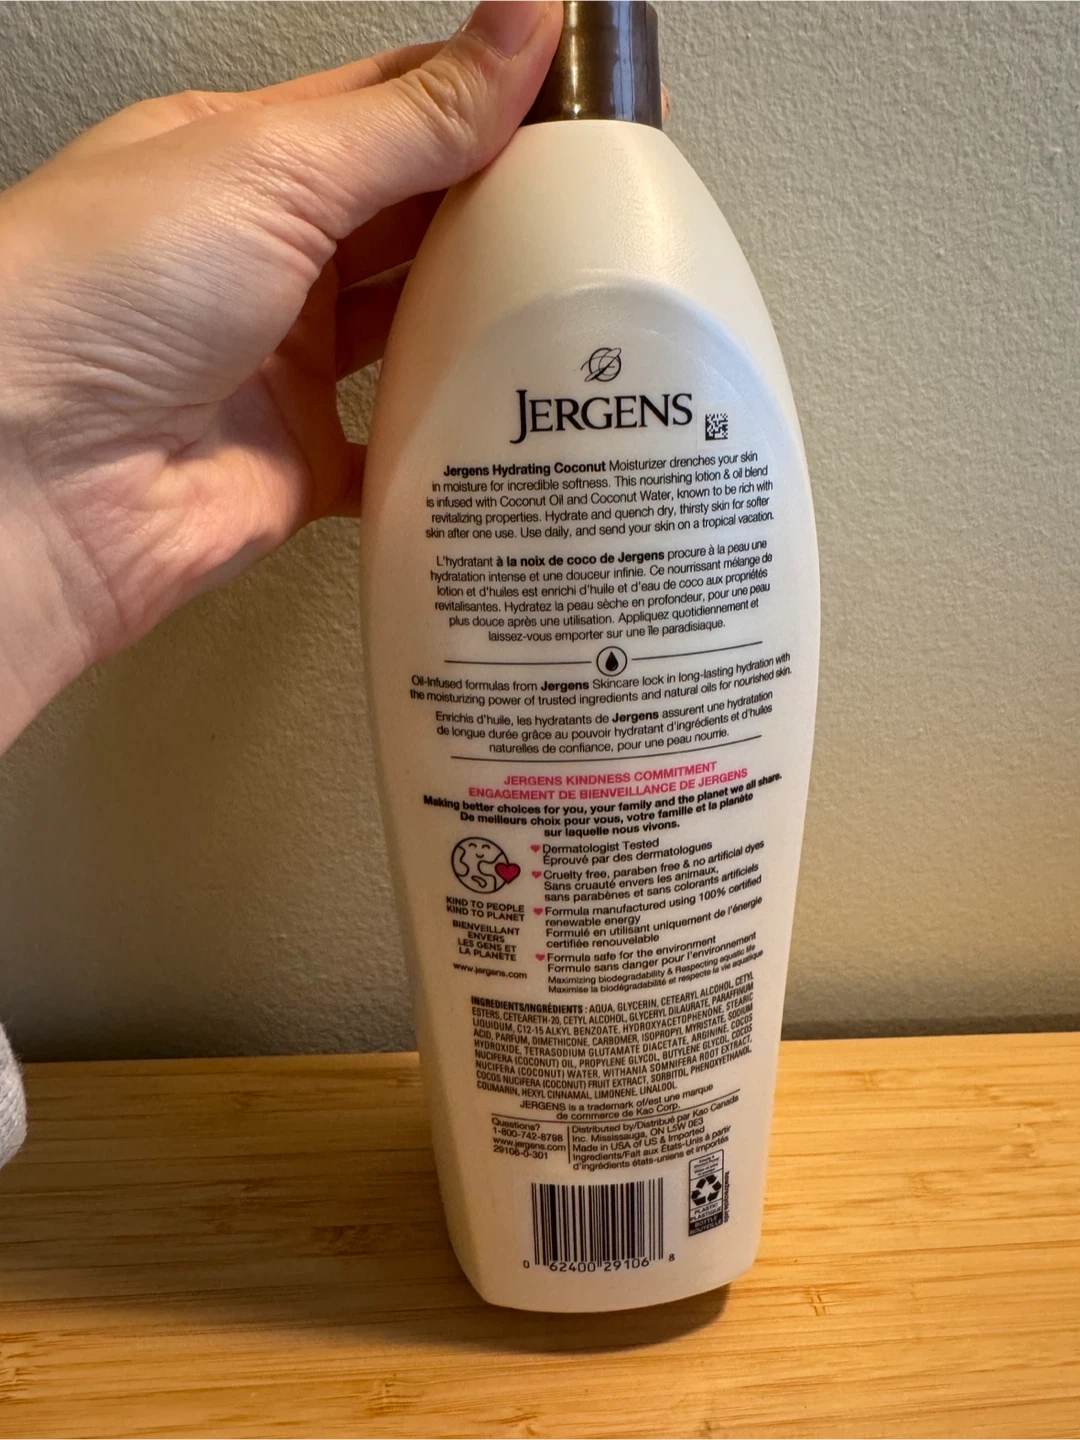 JERGENS
Jergens Hydrating Coconut Moisturizer drenches your skin
in moisture for incredible softness. This nourishing lotion & oil blend
is infused with Coconut Oil and Coconut Water, known to be rich with
revitalizing properties. Hydrate and quench dry, thirsty skin for softer
skin after one use. Use daily, and send your skin on a tropical vacation.
L'hydratant à la noix de coco de Jergens procure à la peau une
hydratation intense et une douceur infinie. Ce nourrissant mélange de
lotion et d'huiles est enrichi d'huile et d'eau de coco aux propriétés
revitalisantes. Hydratez la peau sèche en profondeur, pour une peau
plus douce après une utilisation. Appliquez quotidiennement et
laissez-vous emporter sur une île paradisiaque.
Oil-Infused formulas from Jergens Skincare lock in long-lasting hydration with
the moisturizing power of trusted ingredients and natural oils for nourished skin.
Enrichis d'huile, les hydratants de Jergens assurent une hydratation
de longue durée grâce au pouvoir hydratant d'ingrédients et d'huiles
naturelles de confiance, pour une peau nourrie.
JERGENS KINDNESS COMMITMENT
ENGAGEMENT DE BIENVEILLANCE DE JERGENS
Making better choices for you, your family and the planet we all share.
De meilleurs choix pour vous, votre famille et la planète
sur laquelle nous vivons.
Dermatologist Tested
Éprouvé par des dermatologues
Cruelty free, paraben free & no artificial dyes
Sans cruauté envers les animaux,
sans parabènes et sans colorants artificiels
Formula manufactured using 100% certified
renewable energy
Formulé en utilisant uniquement de l'énergie
certifiée renouvelable
Formula safe for the environment
Formule sans danger pour l'environnement
Maximizing biodegradability & Respecting aquatic life
Maximise la biodégradabilité et respecte la vie aquatique
KIND TO PEOPLE
KIND TO PLANET
BIENVEILLANT
ENVERS
LES GENS ET
LA PLANÈTE
www.jergens.com
INGREDIENTS/INGRÉDIENTS : AQUA, GLYCERIN, CETEARYL ALCOHOL, CETYL
ESTERS, CETEARETH-20, CETYL ALCOHOL, GLYCERYL DILAURATE, PARAFFINUM
LIQUIDUM, C12-15 ALKYL BENZOATE, HYDROXYACETOPHENONE, STEARIC
ACID, PARFUM, DIMETHICONE, CARBOMER, ISOPROPYL MYRISTATE, SODIUM
HYDROXIDE, TETRASODIUM GLUTAMATE DIACETATE, ARGININE, COCOS
NUCIFERA (COCONUT) OIL, PROPYLENE GLYCOL, BUTYLENE GLYCOL, COCOS
NUCIFERA (COCONUT) WATER, WITHANIA SOMNIFERA ROOT EXTRACT,
COCOS NUCIFERA (COCONUT) FRUIT EXTRACT, SORBITOL, PHENOXYETHANOL,
COUMARIN, HEXYL CINNAMAL, LIMONENE, LINALOOL
JERGENS is a trademark of/est une marque
de commerce de Kao Corp.
Questions?
1-800-742-8798
www.jergens.com
29106-0-301
Distributed by/Distribué par Kao Canada
Inc. Mississauga, ON L5W 0E3
Made in USA of US & Imported
Ingredients/Fait aux États-Unis à partir
d'ingrédients états-uniens et importés
PLASTIC
PLASTIQUE
BOTTLE
BOUTEILLE
0 62400 29106 8